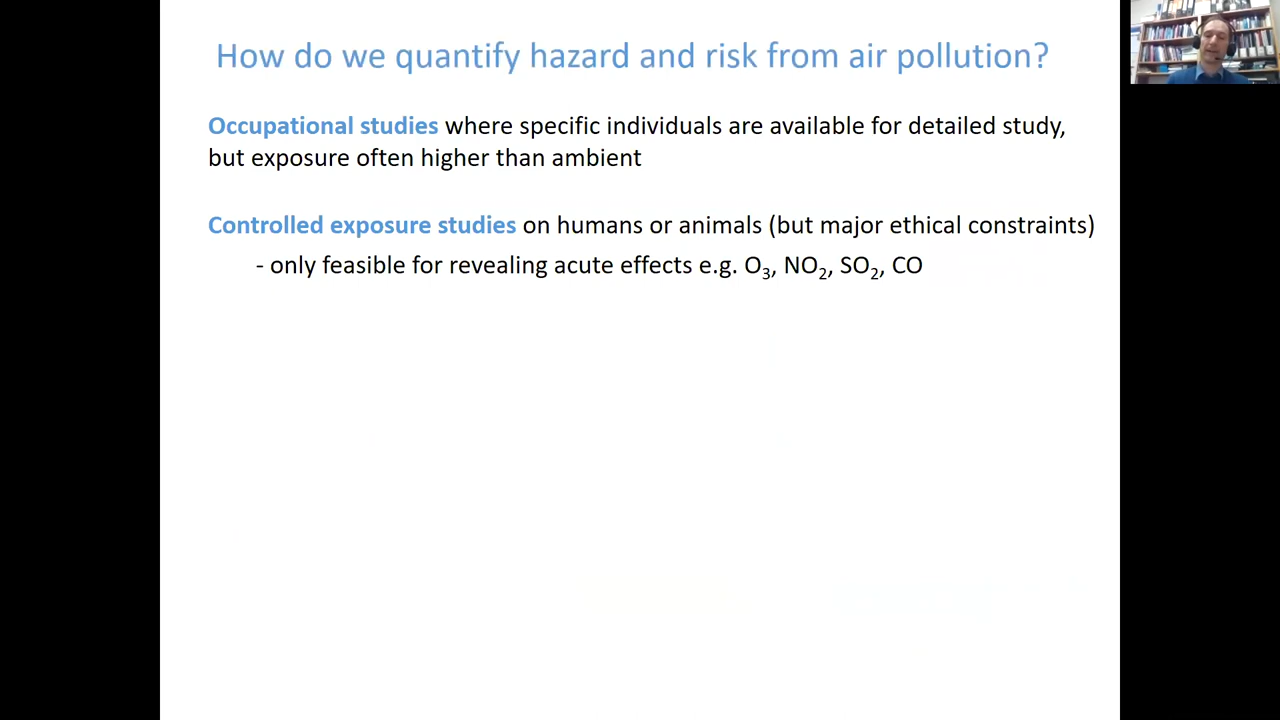 How do we quantify hazard and risk from air pollution?
Occupational studies where specific individuals are available for detailed study,
but exposure often higher than ambient
Controlled exposure studies on humans or animals (but major ethical constraints)
- only feasible for revealing acute effects e.g. O₃, NO₂, SO₂, CO